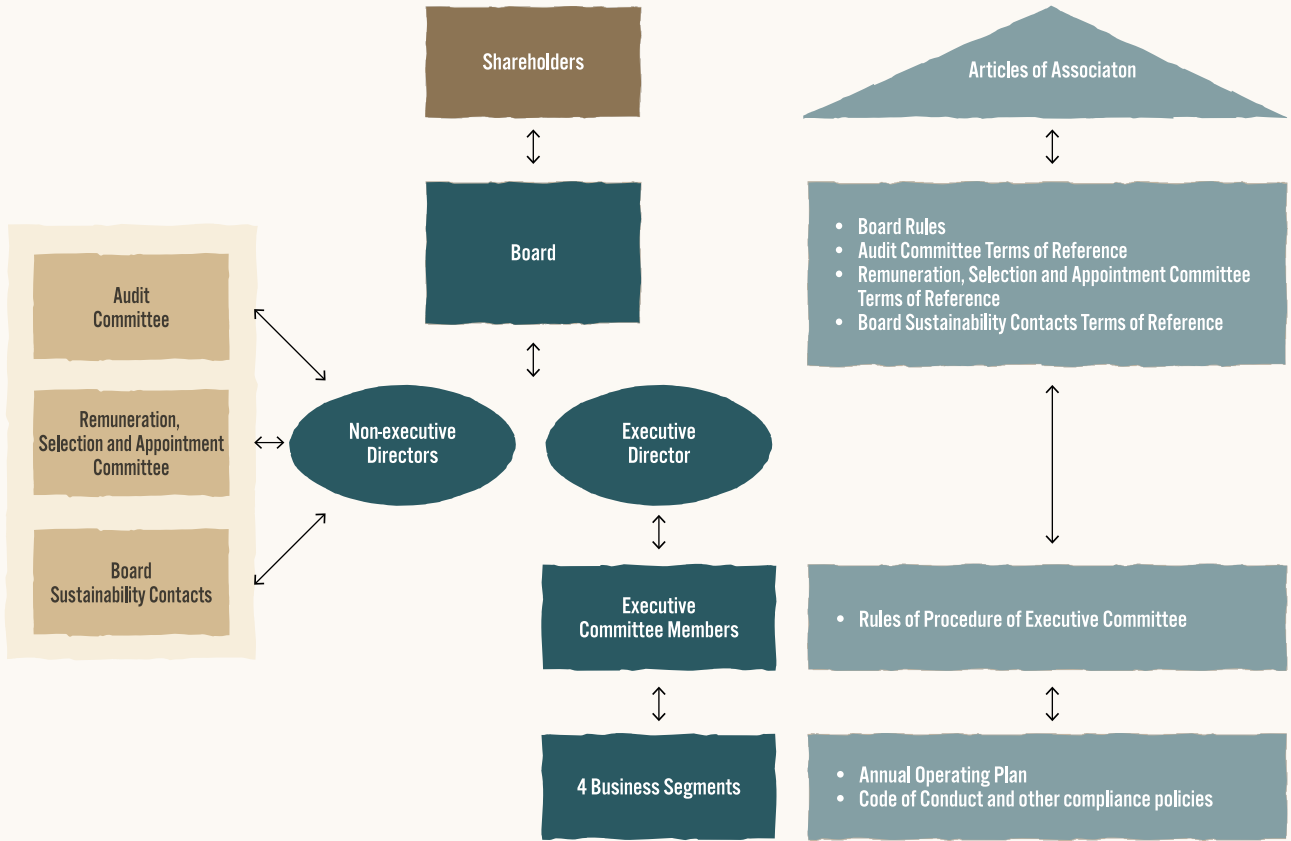 Shareholders
Articles of Associaton
Board
• Board Rules
• Audit Committee Terms of Reference
• Remuneration, Selection and Appointment Committee
Terms of Reference
• Board Sustainability Contacts Terms of Reference
Audit
Committee
Remuneration,
Selection and Appointment
Committee
Board
Sustainability Contacts
Non-executive
Directors
Executive
Director
Executive
Committee Members
• Rules of Procedure of Executive Committee
4 Business Segments
• Annual Operating Plan
• Code of Conduct and other compliance policies